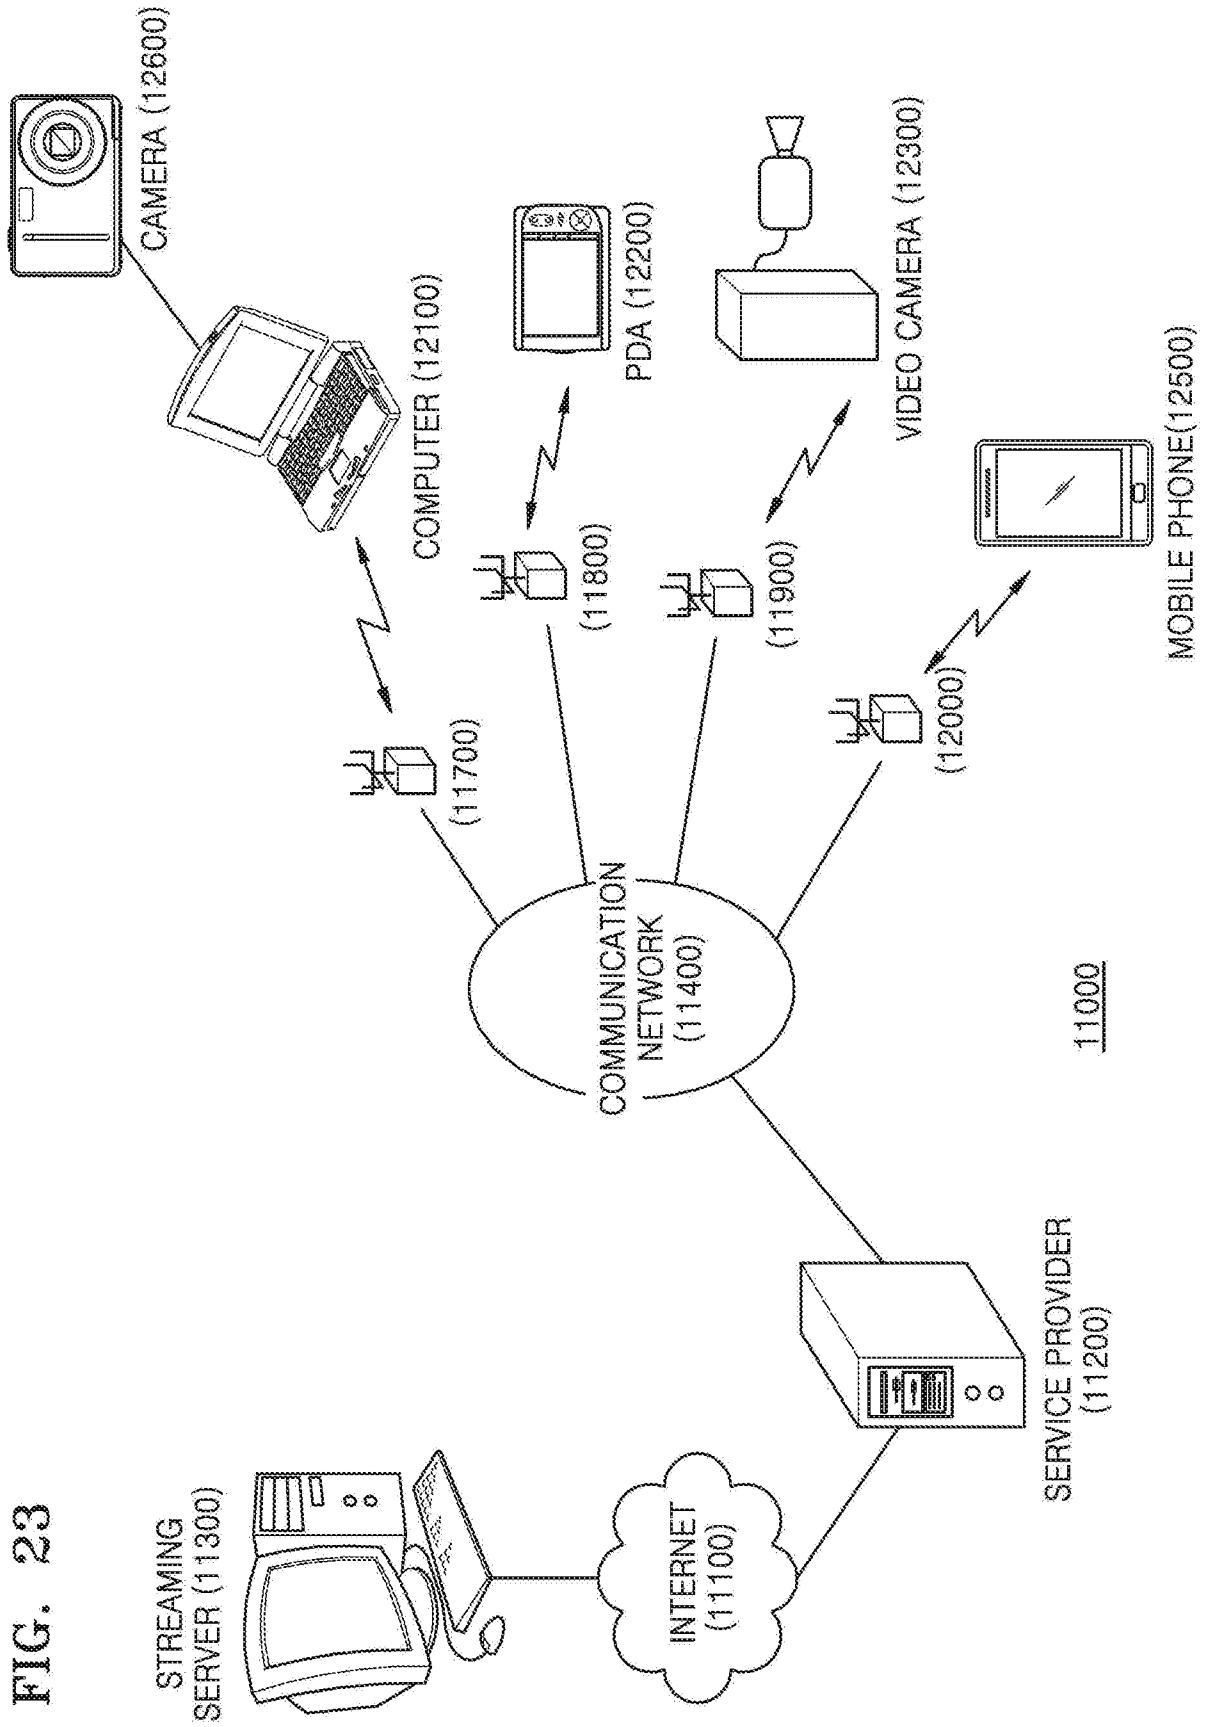 FIG. 23
STREAMING
SERVER (11300)
INTERNET
(11100)
SERVICE PROVIDER
(11200)
COMMUNICATION
NETWORK
(11400)
11000
(11700)
(11800)
(11900)
(12000)
CAMERA (12600)
COMPUTER (12100)
PDA (12200)
VIDEO CAMERA (12300)
MOBILE PHONE(12500)